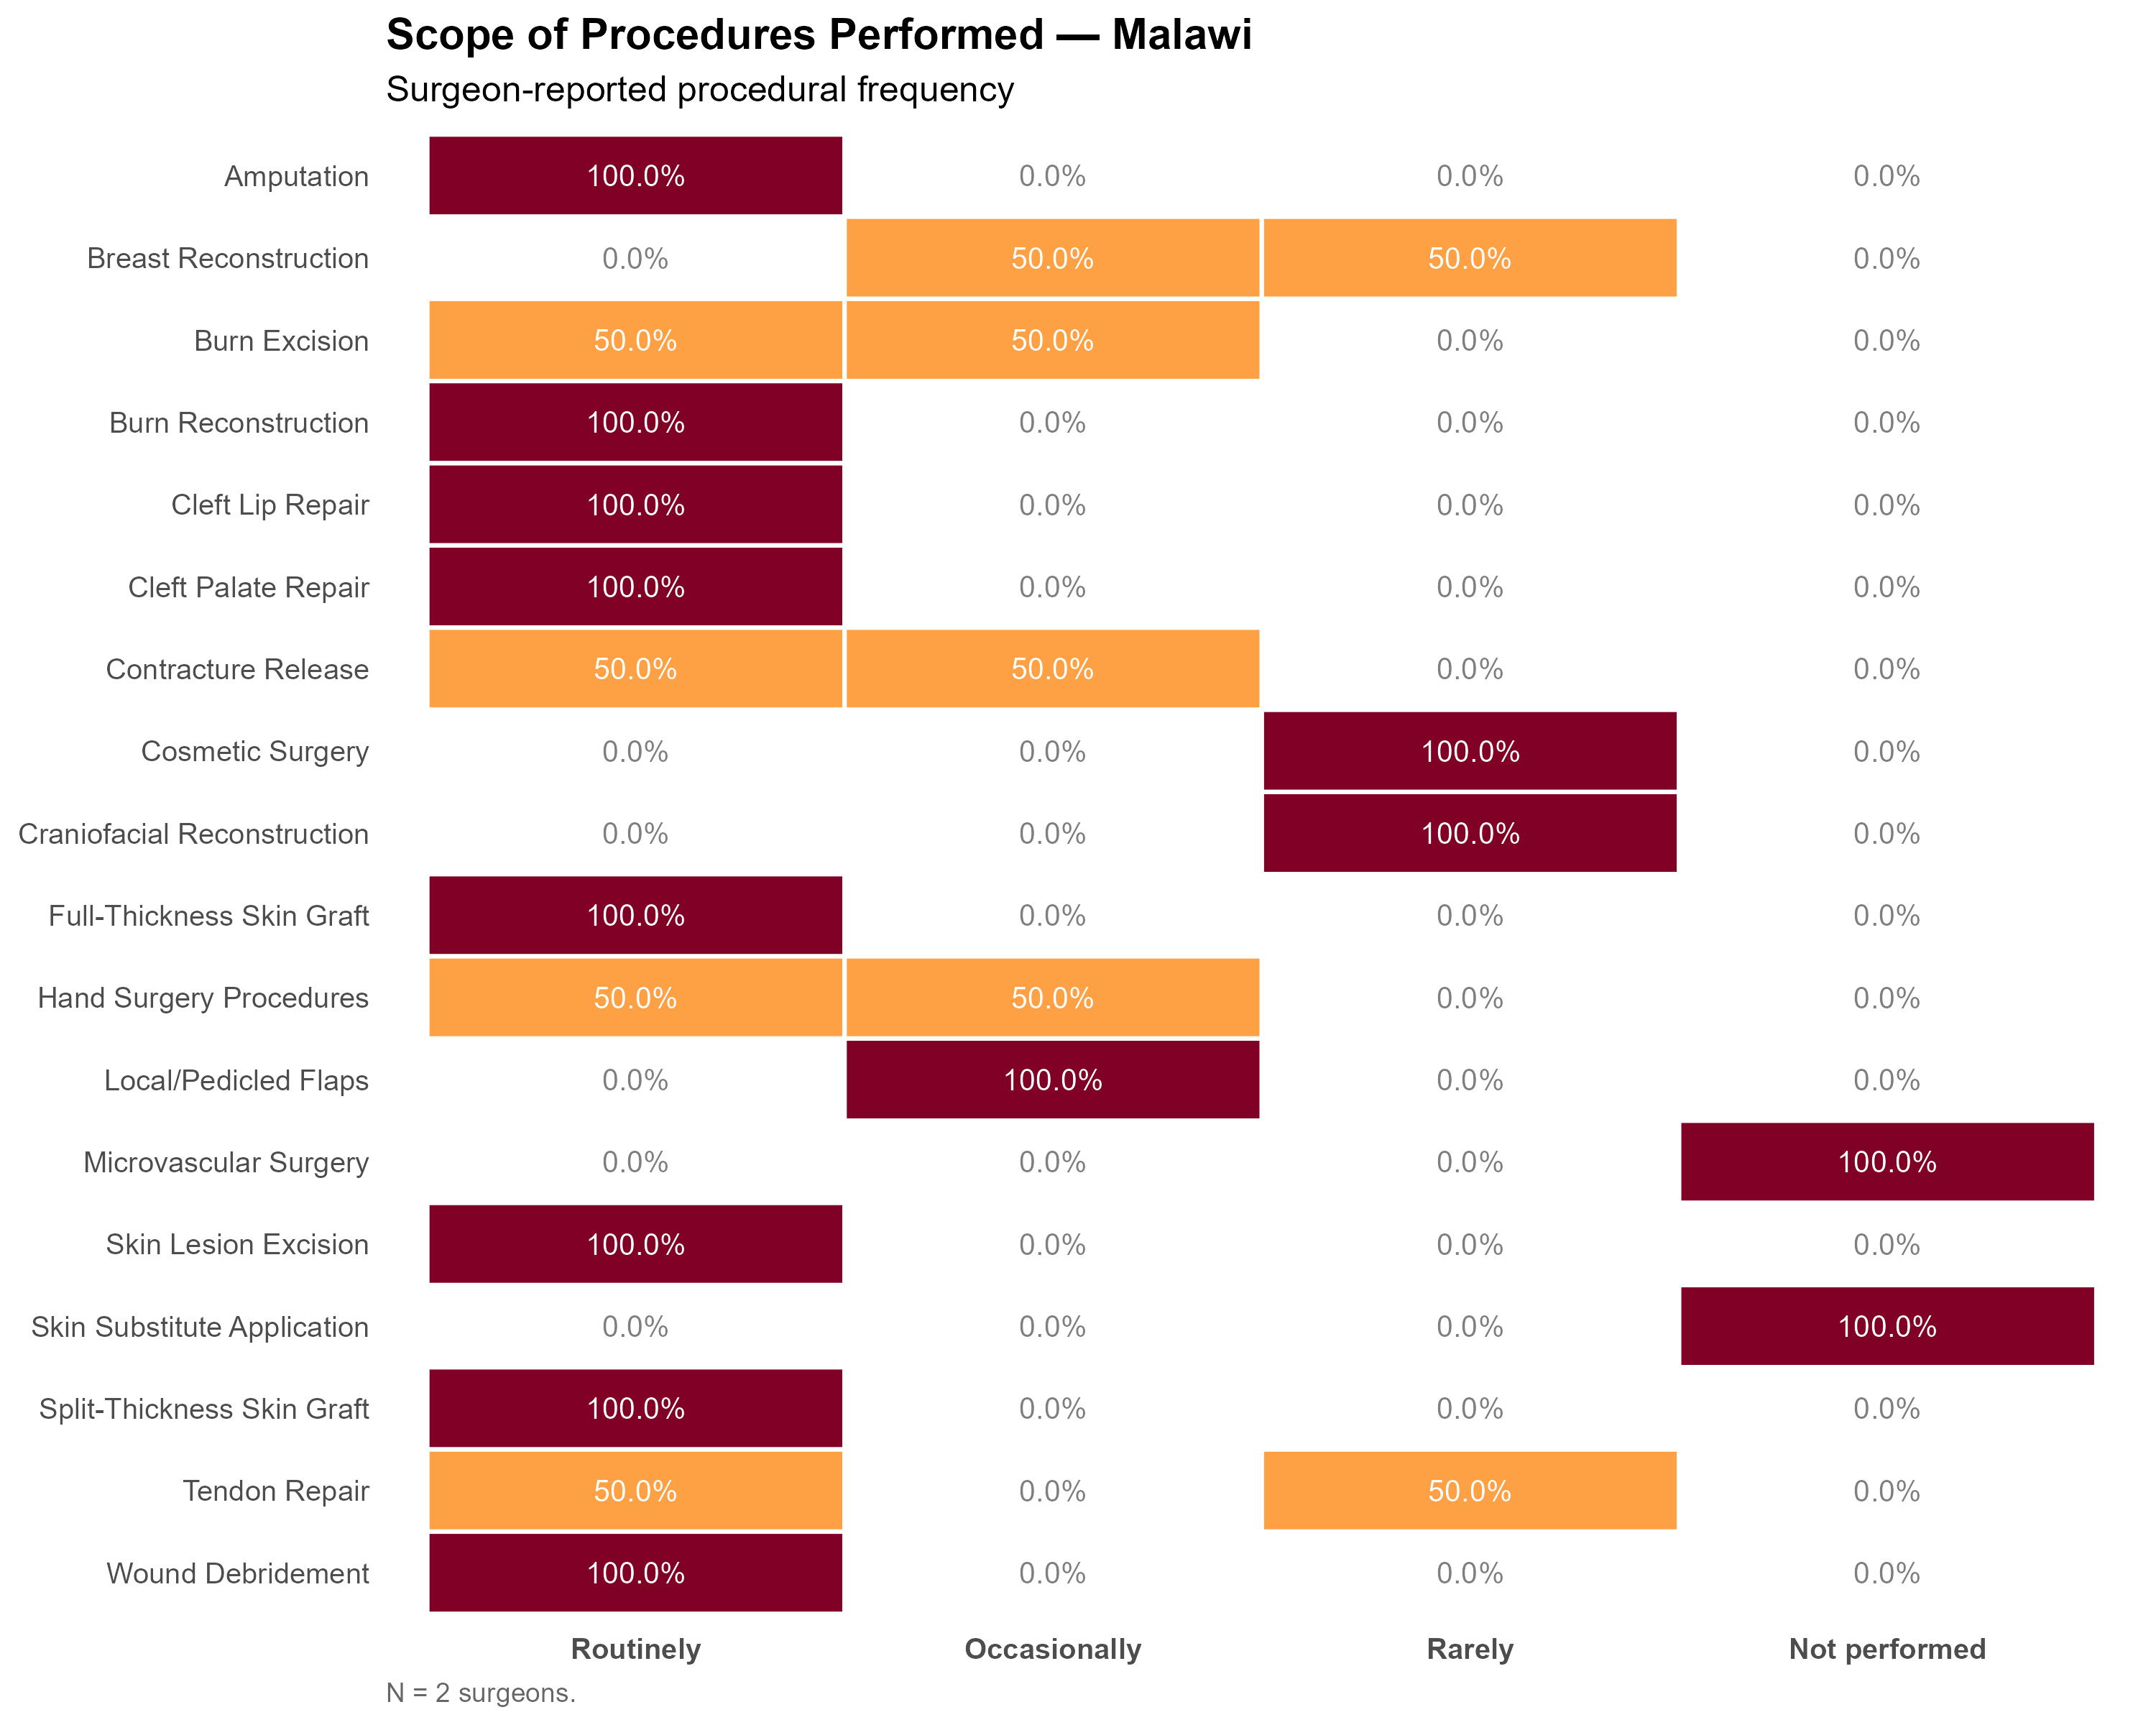 Scope of Procedures Performed — Malawi
Surgeon-reported procedural frequency
Amputation 100.0% 0.0% 0.0% 0.0%
Breast Reconstruction 0.0% 50.0% 50.0% 0.0%
Burn Excision 50.0% 50.0% 0.0% 0.0%
Burn Reconstruction 100.0% 0.0% 0.0% 0.0%
Cleft Lip Repair 100.0% 0.0% 0.0% 0.0%
Cleft Palate Repair 100.0% 0.0% 0.0% 0.0%
Contracture Release 50.0% 50.0% 0.0% 0.0%
Cosmetic Surgery 0.0% 0.0% 100.0% 0.0%
Craniofacial Reconstruction 0.0% 0.0% 100.0% 0.0%
Full-Thickness Skin Graft 100.0% 0.0% 0.0% 0.0%
Hand Surgery Procedures 50.0% 50.0% 0.0% 0.0%
Local/Pedicled Flaps 0.0% 100.0% 0.0% 0.0%
Microvascular Surgery 0.0% 0.0% 0.0% 100.0%
Skin Lesion Excision 100.0% 0.0% 0.0% 0.0%
Skin Substitute Application 0.0% 0.0% 0.0% 100.0%
Split-Thickness Skin Graft 100.0% 0.0% 0.0% 0.0%
Tendon Repair 50.0% 0.0% 50.0% 0.0%
Wound Debridement 100.0% 0.0% 0.0% 0.0%
Routinely Occasionally Rarely Not performed
N = 2 surgeons.